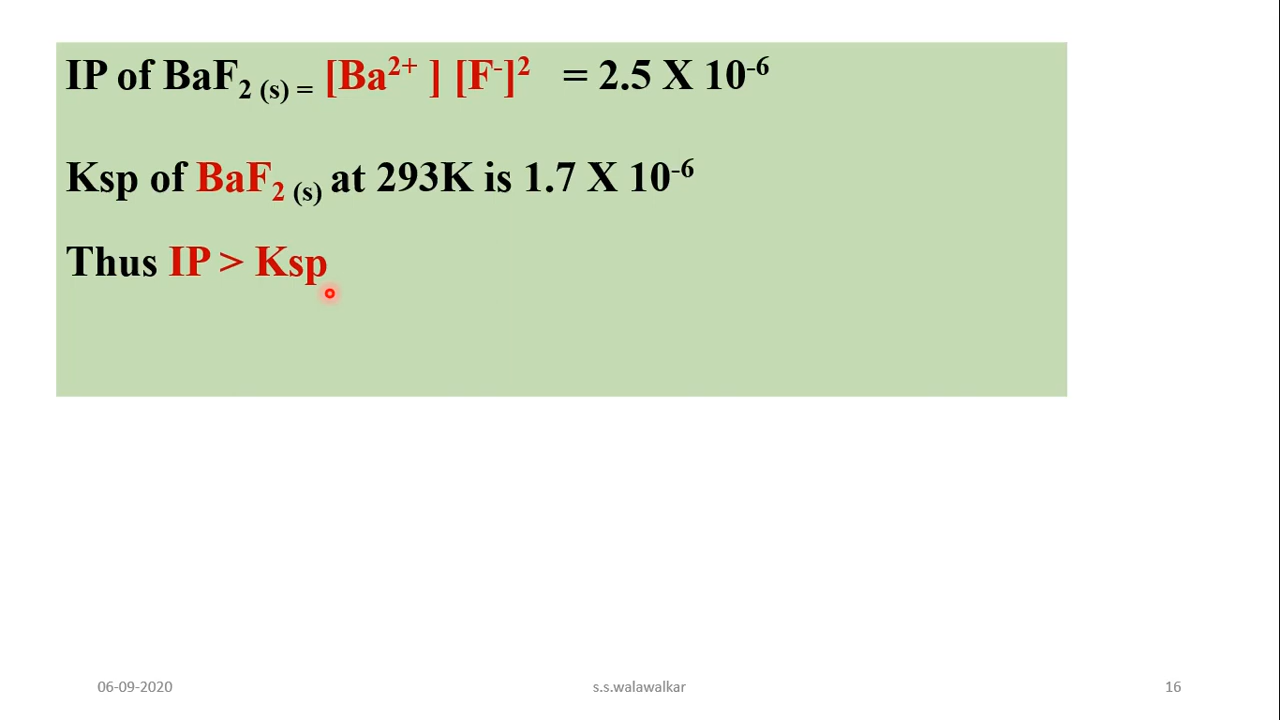 IP of BaF2 (s) = [Ba2+ ] [F-]2 = 2.5 X 10-6
Ksp of BaF2 (s) at 293K is 1.7 X 10-6
Thus IP > Ksp
06-09-2020 s.s.walawalkar 16